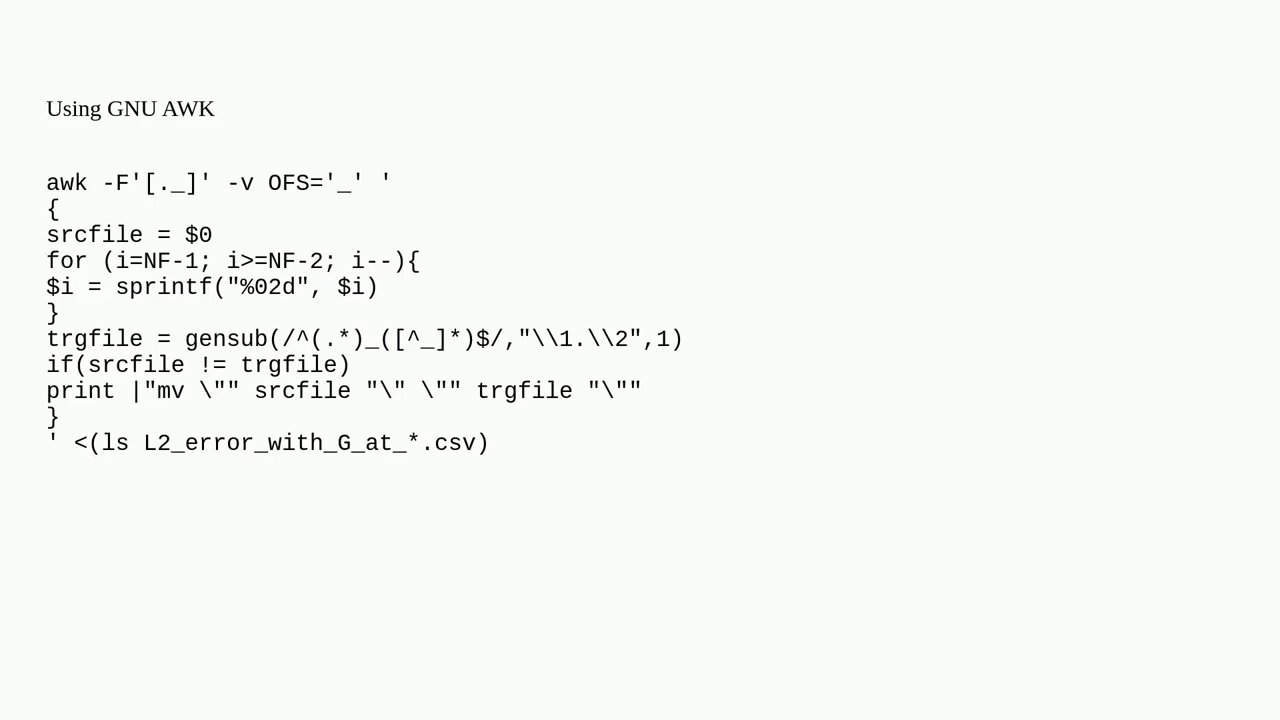 Using GNU AWK
awk -F'[._]' -v OFS='_' '
{
srcfile = $0
for (i=NF-1; i>=NF-2; i--){
$i = sprintf("%02d", $i)
}
trgfile = gensub(/^(.*)_([^_]*)$/,"\\1.\\2",1)
if(srcfile != trgfile)
print |"mv \"" srcfile "\" \"" trgfile "\""
}
' <(ls L2_error_with_G_at_*.csv)